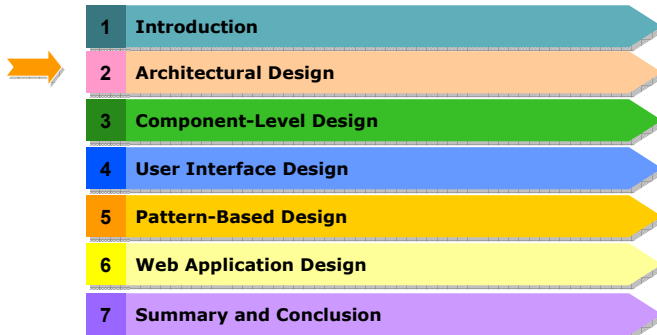 1 Introduction
2 Architectural Design
3 Component-Level Design
4 User Interface Design
5 Pattern-Based Design
6 Web Application Design
7 Summary and Conclusion